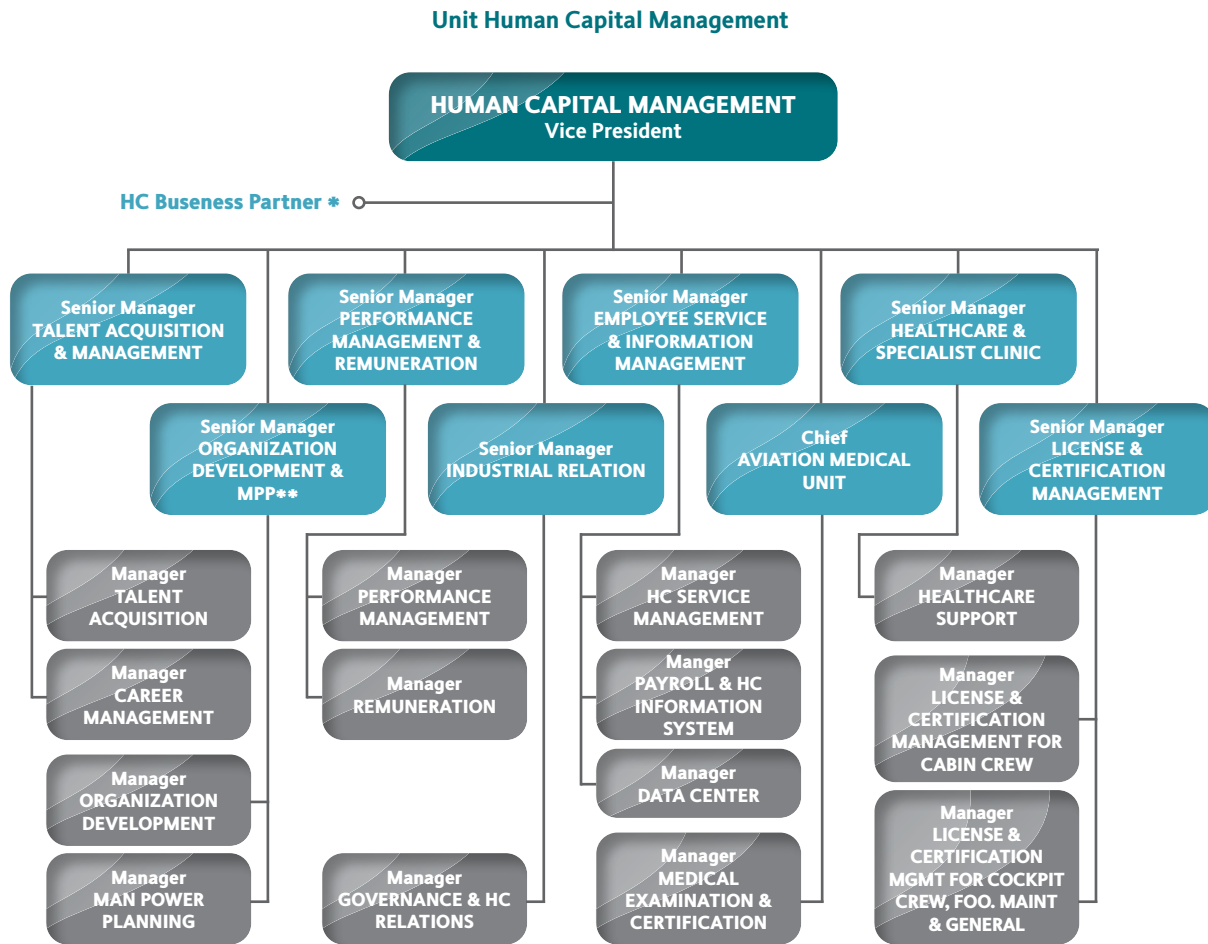 Unit Human Capital Management
HUMAN CAPITAL MANAGEMENT
Vice President
HC Buseness Partner *
Senior Manager
TALENT ACQUISITION
& MANAGEMENT
Senior Manager
PERFORMANCE
MANAGEMENT &
REMUNERATION
Senior Manager
EMPLOYEE SERVICE
& INFORMATION
MANAGEMENT
Senior Manager
HEALTHCARE &
SPECIALIST CLINIC
Senior Manager
ORGANIZATION
DEVELOPMENT &
MPP**
Senior Manager
INDUSTRIAL RELATION
Chief
AVIATION MEDICAL
UNIT
Senior Manager
LICENSE &
CERTIFICATION
MANAGEMENT
Manager
TALENT
ACQUISITION
Manager
PERFORMANCE
MANAGEMENT
Manager
HC SERVICE
MANAGEMENT
Manager
HEALTHCARE
SUPPORT
Manager
CAREER
MANAGEMENT
Manager
REMUNERATION
Manger
PAYROLL & HC
INFORMATION
SYSTEM
Manager
LICENSE &
CERTIFICATION
MANAGEMENT FOR
CABIN CREW
Manager
ORGANIZATION
DEVELOPMENT
Manager
DATA CENTER
Manager
MAN POWER
PLANNING
Manager
GOVERNANCE & HC
RELATIONS
Manager
MEDICAL
EXAMINATION &
CERTIFICATION
Manager
LICENSE &
CERTIFICATION
MGMT FOR COCKPIT
CREW, FOO. MAINT
& GENERAL